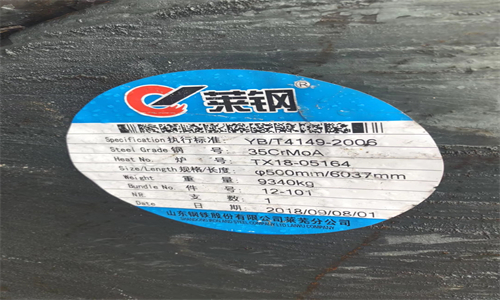 莱钢®
Specification 执行标准: YB/T4149-2006
Steel Grade 钢 号: 35CrMoA
Heat No. 炉 号: TX18-05164
Size/Length 规格/长度: φ500mm/6037mm
Weight 重 量: 9340kg
Bundle No 件 号: 12-101
NR. 支 数: 1
Date 日 期: 2018/09/08/01
山东钢铁股份有限公司莱芜分公司